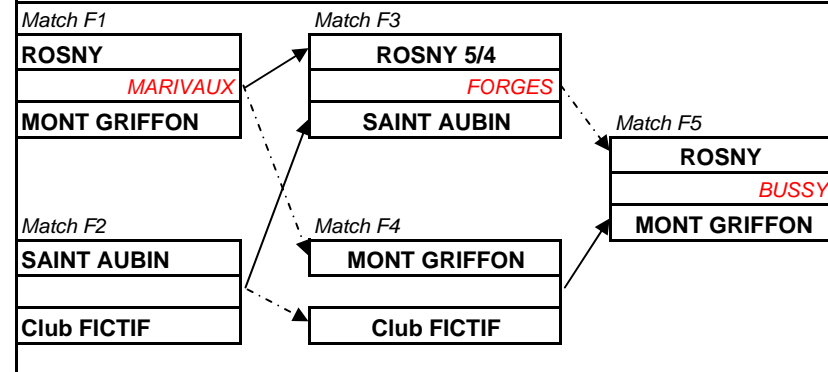 Match F1
ROSNY
MARIVAUX
MONT GRIFFON
Match F3
ROSNY 5/4
FORGES
SAINT AUBIN
Match F5
ROSNY
BUSSY
MONT GRIFFON
Match F2
SAINT AUBIN
Club FICTIF
Match F4
MONT GRIFFON
Club FICTIF